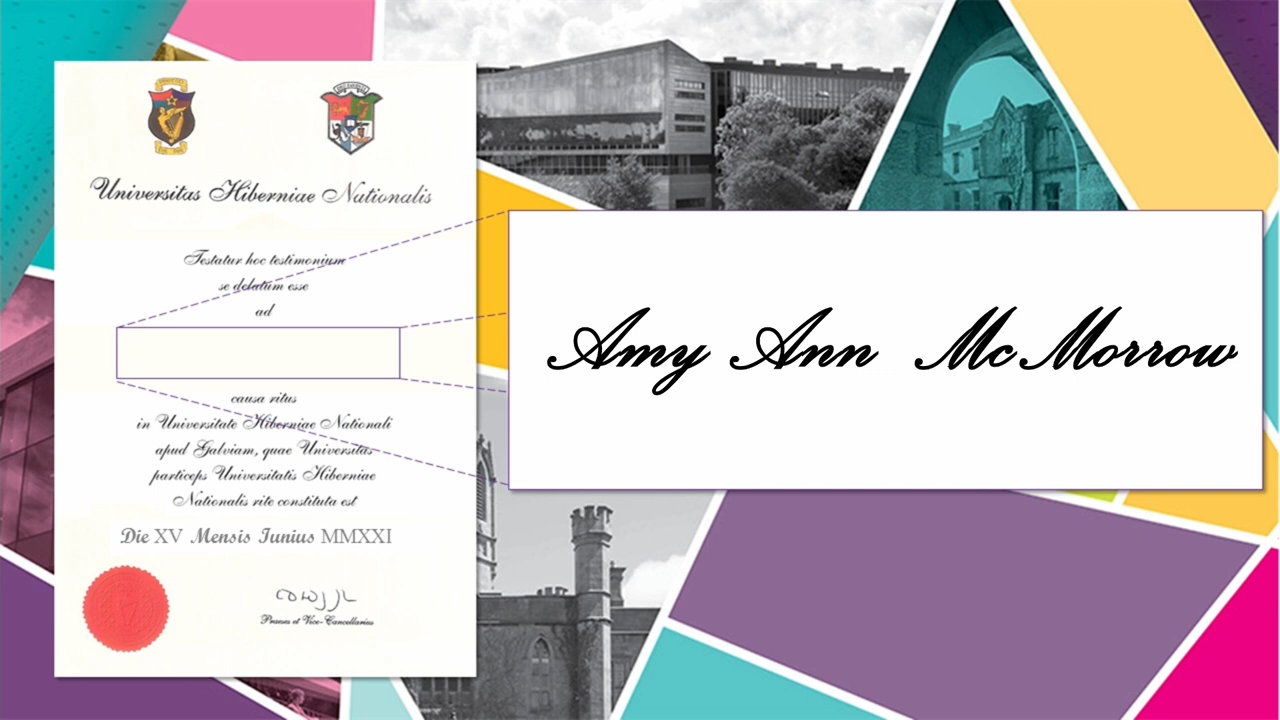 Universitas Hiberniae Nationalis
Testatur hoc testimonium
se delatum esse
ad
Amy Ann McMorrow
causa ritus
in Universitate Hiberniae Nationali
apud Galviam, quae Universitas
particeps Universitatis Hiberniae
Nationalis rite constituta est
Die XV Mensis Iunius MMXXI
Praeses et Vice-Cancellarius